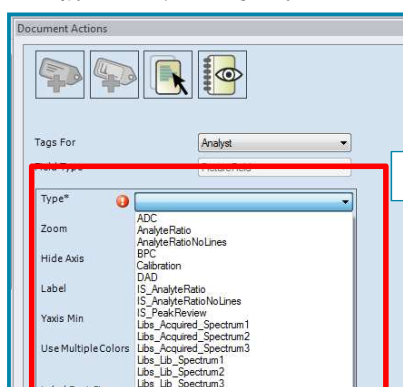 Document Actions
Tags For
Analyst
Type*
ADC
Zoom
AnalyteRatio
AnalyteRatioNoLines
Hide Axis
BPC
Calibration
DAD
Label
IS_AnalyteRatio
IS_AnalyteRatioNoLines
Yaxis Min
IS_PeakReview
Libs_Acquired_Spectrum1
Libs_Acquired_Spectrum2
Use Multiple Colors
Libs_Acquired_Spectrum3
Libs_Lib_Spectrum1
Libs_Lib_Spectrum2
Libs_Lib_Spectrum3